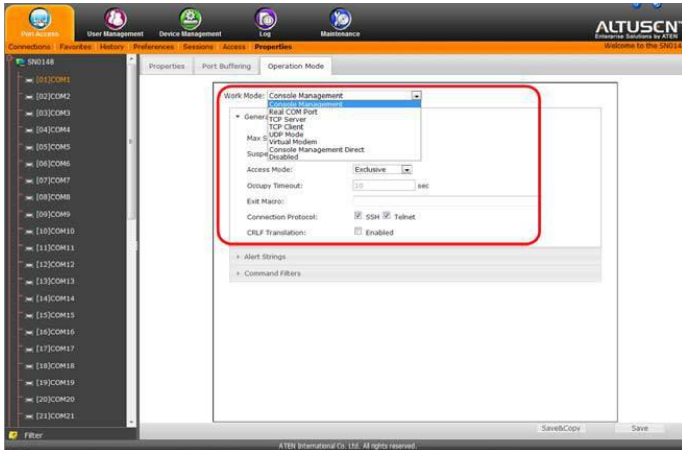 Port Access
User Management
Device Management
Log
Maintenance
ALTUSCN
Enterprise Solutions by ATEN
Connections Favorites History Preferences Sessions Access Properties
Welcome to the SN014
SN0148
[01]COM1
[02]COM2
[03]COM3
[04]COM4
[05]COM5
[06]COM6
[07]COM7
[08]COM8
[09]COM9
[10]COM10
[11]COM11
[12]COM12
[13]COM13
[14]COM14
[15]COM15
[16]COM16
[17]COM17
[18]COM18
[19]COM19
[20]COM20
[21]COM21
Filter
Properties Port Buffering Operation Mode
Work Mode: Console Management
Console Management
Real COM Port
TCP Server
TCP Client
UDP Mode
Virtual Modem
Console Management Direct
Disabled
Genera
Max S
Suspe
Access Mode: Exclusive
Occupy Timeout: 10 sec
Exit Macro:
Connection Protocol: SSH Telnet
CRLF Translation: Enabled
Alert Strings
Command Filters
Save&Copy Save
ATEN International Co. Ltd. All rights reserved.